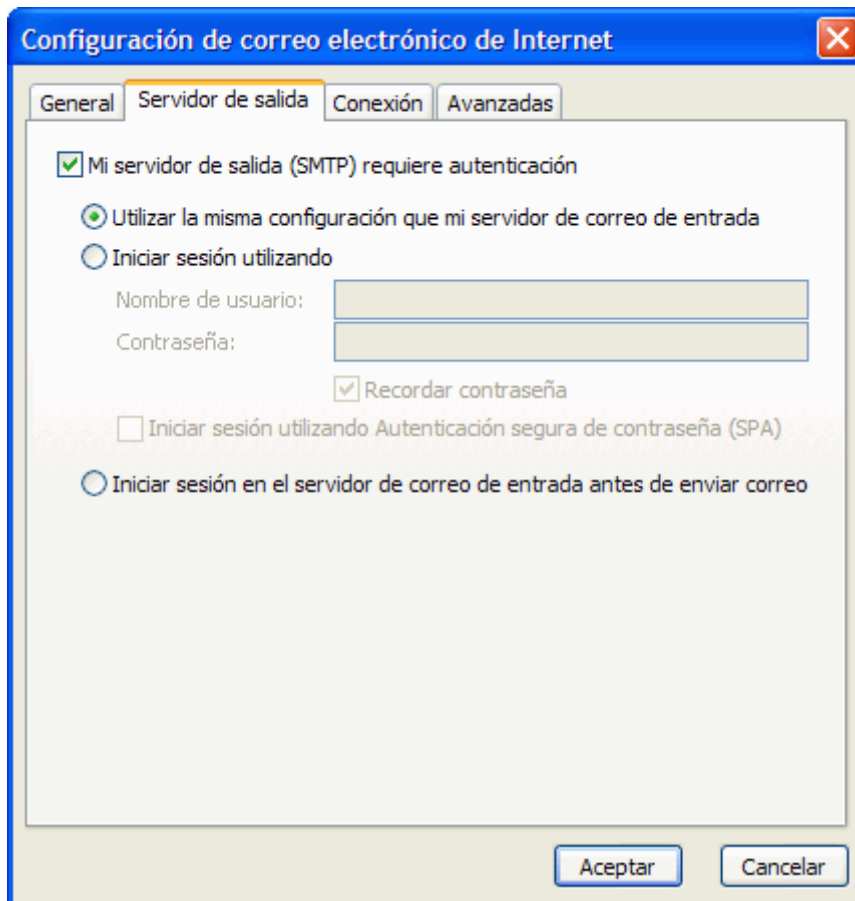 Configuración de correo electrónico de Internet
General Servidor de salida Conexión Avanzadas
Mi servidor de salida (SMTP) requiere autenticación
Utilizar la misma configuración que mi servidor de correo de entrada
Iniciar sesión utilizando
Nombre de usuario:
Contraseña:
Recordar contraseña
Iniciar sesión utilizando Autenticación segura de contraseña (SPA)
Iniciar sesión en el servidor de correo de entrada antes de enviar correo
Aceptar Cancelar